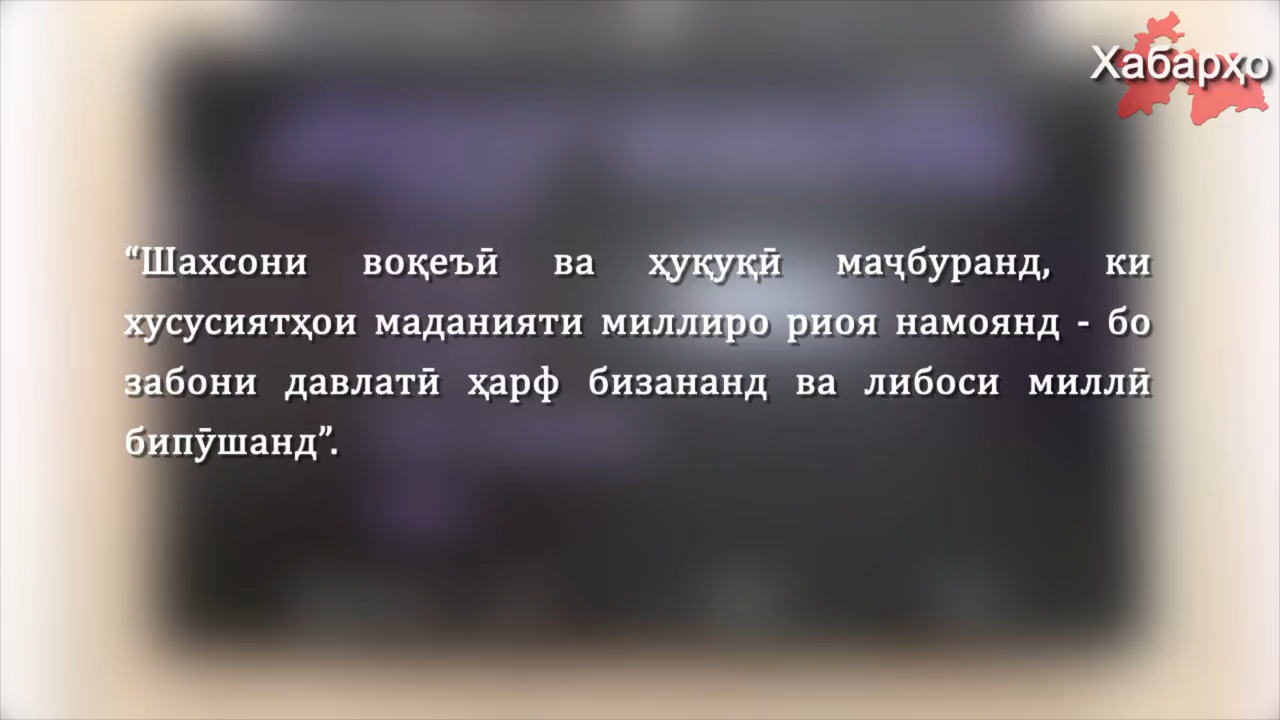 Хабарҳо
“Шахсони воқеъӣ ва ҳуқуқӣ маҷбуранд, ки
хусусиятҳои маданияти миллиро риоя намоянд - бо
забони давлатӣ ҳарф бизананд ва либоси миллӣ
бипӯшанд”.